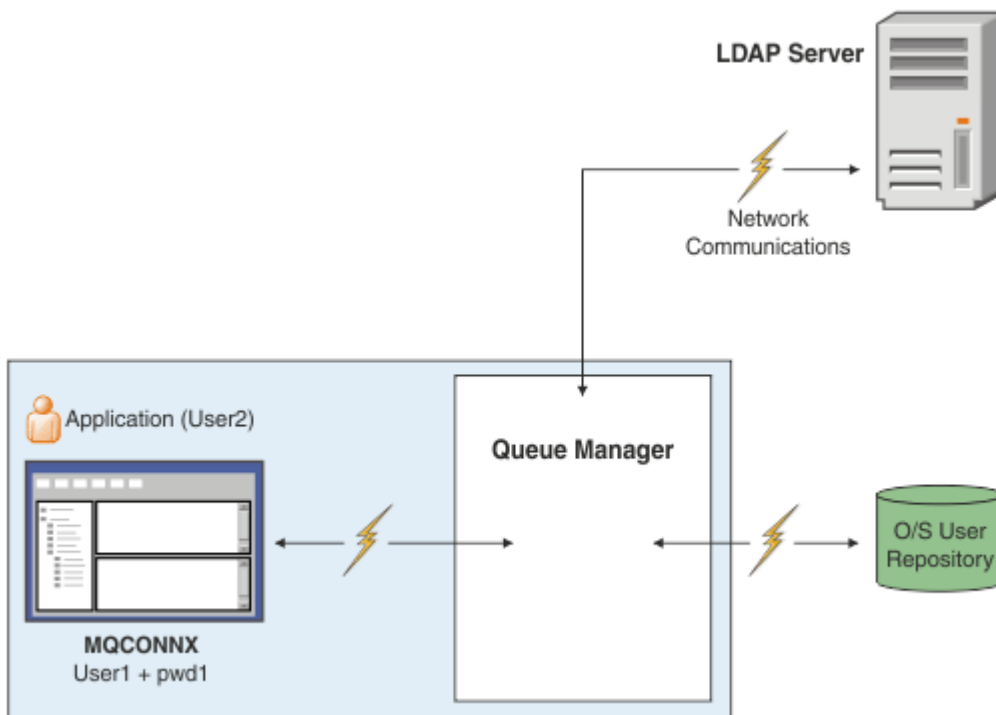 LDAP Server
Network
Communications
Application (User2)
Queue Manager
O/S User
Repository
MQCONNX
User1 + pwd1